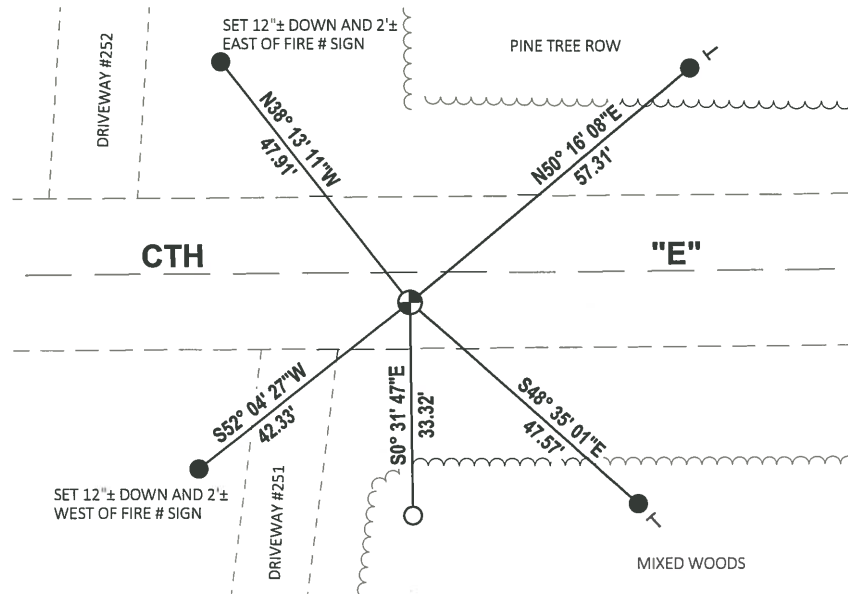 SET 12"± DOWN AND 2'±
EAST OF FIRE # SIGN
PINE TREE ROW
DRIVEWAY #252
N38° 13' 11"W
47.91'
N50° 16' 08"E
57.31'
CTH
"E"
S52° 04' 27"W
42.33'
S0° 31' 47"E
33.32'
S48° 35' 01"E
47.57'
SET 12"± DOWN AND 2'±
WEST OF FIRE # SIGN
DRIVEWAY #251
MIXED WOODS